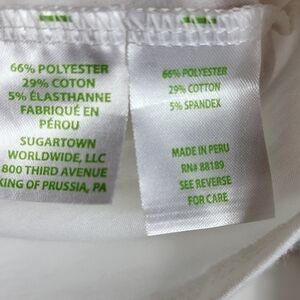 66% POLYESTER
29% COTON
5% ÉLASTHANNE
FABRIQUÉ EN
PÉROU
SUGARTOWN
WORLDWIDE, LLC
800 THIRD AVENUE
KING OF PRUSSIA, PA
66% POLYESTER
29% COTTON
5% SPANDEX
MADE IN PERU
RN# 88189
SEE REVERSE
FOR CARE